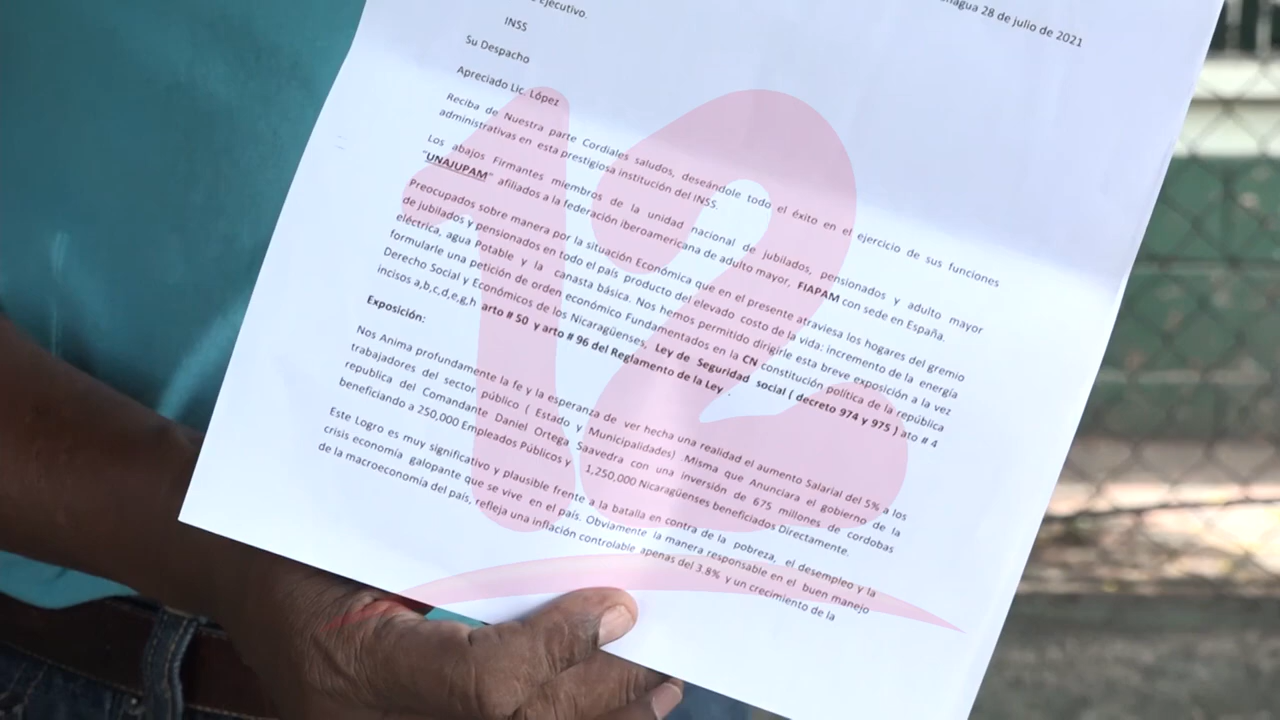 agua 28 de julio de 2021
Ejecutivo.
INSS
Su Despacho
Apreciado Lic. López
Reciba de Nuestra parte Cordiales saludos, deseándole todo el éxito en el ejercicio de sus funciones
administrativas en esta prestigiosa institución del INSS.
Los abajos Firmantes miembros de la unidad nacional de jubilados, pensionados y adulto mayor
"UNAJUPAM" afiliados a la federación iberoamericana de adulto mayor, FIAPAM con sede en España.
Preocupados sobre manera por la situación Económica que en el presente atraviesa los hogares del gremio
de jubilados y pensionados en todo el país producto del elevado costo de la vida: incremento de la energía
eléctrica, agua Potable y la canasta básica. Nos hemos permitido dirigirle esta breve exposición a la vez
formularle una petición de orden económico Fundamentados en la CN constitución política de la república
Derecho Social y Económicos de los Nicaragüenses, Ley de Seguridad social ( decreto 974 y 975 ) ato # 4
incisos a,b,c,d,e,g,h arto # 50 y arto # 96 del Reglamento de la Ley .
Exposición:
Nos Anima profundamente la fe y la esperanza de ver hecha una realidad el aumento Salarial del 5% a los
trabajadores del sector público ( Estado y Municipalidades) .Misma que Anunciara el gobierno de la
republica del Comandante Daniel Ortega Saavedra con una inversión de 675 millones de cordobas
beneficiando a 250,000 Empleados Públicos y 1,250,000 Nicaragüenses beneficiados Directamente.
Este Logro es muy significativo y plausible frente a la batalla en contra de la pobreza, el desempleo y la
crisis economía galopante que se vive en el país. Obviamente la manera responsable en el buen manejo
de la macroeconomía del país, refleja una inflación controlable apenas del 3.8% y un crecimiento de la
12